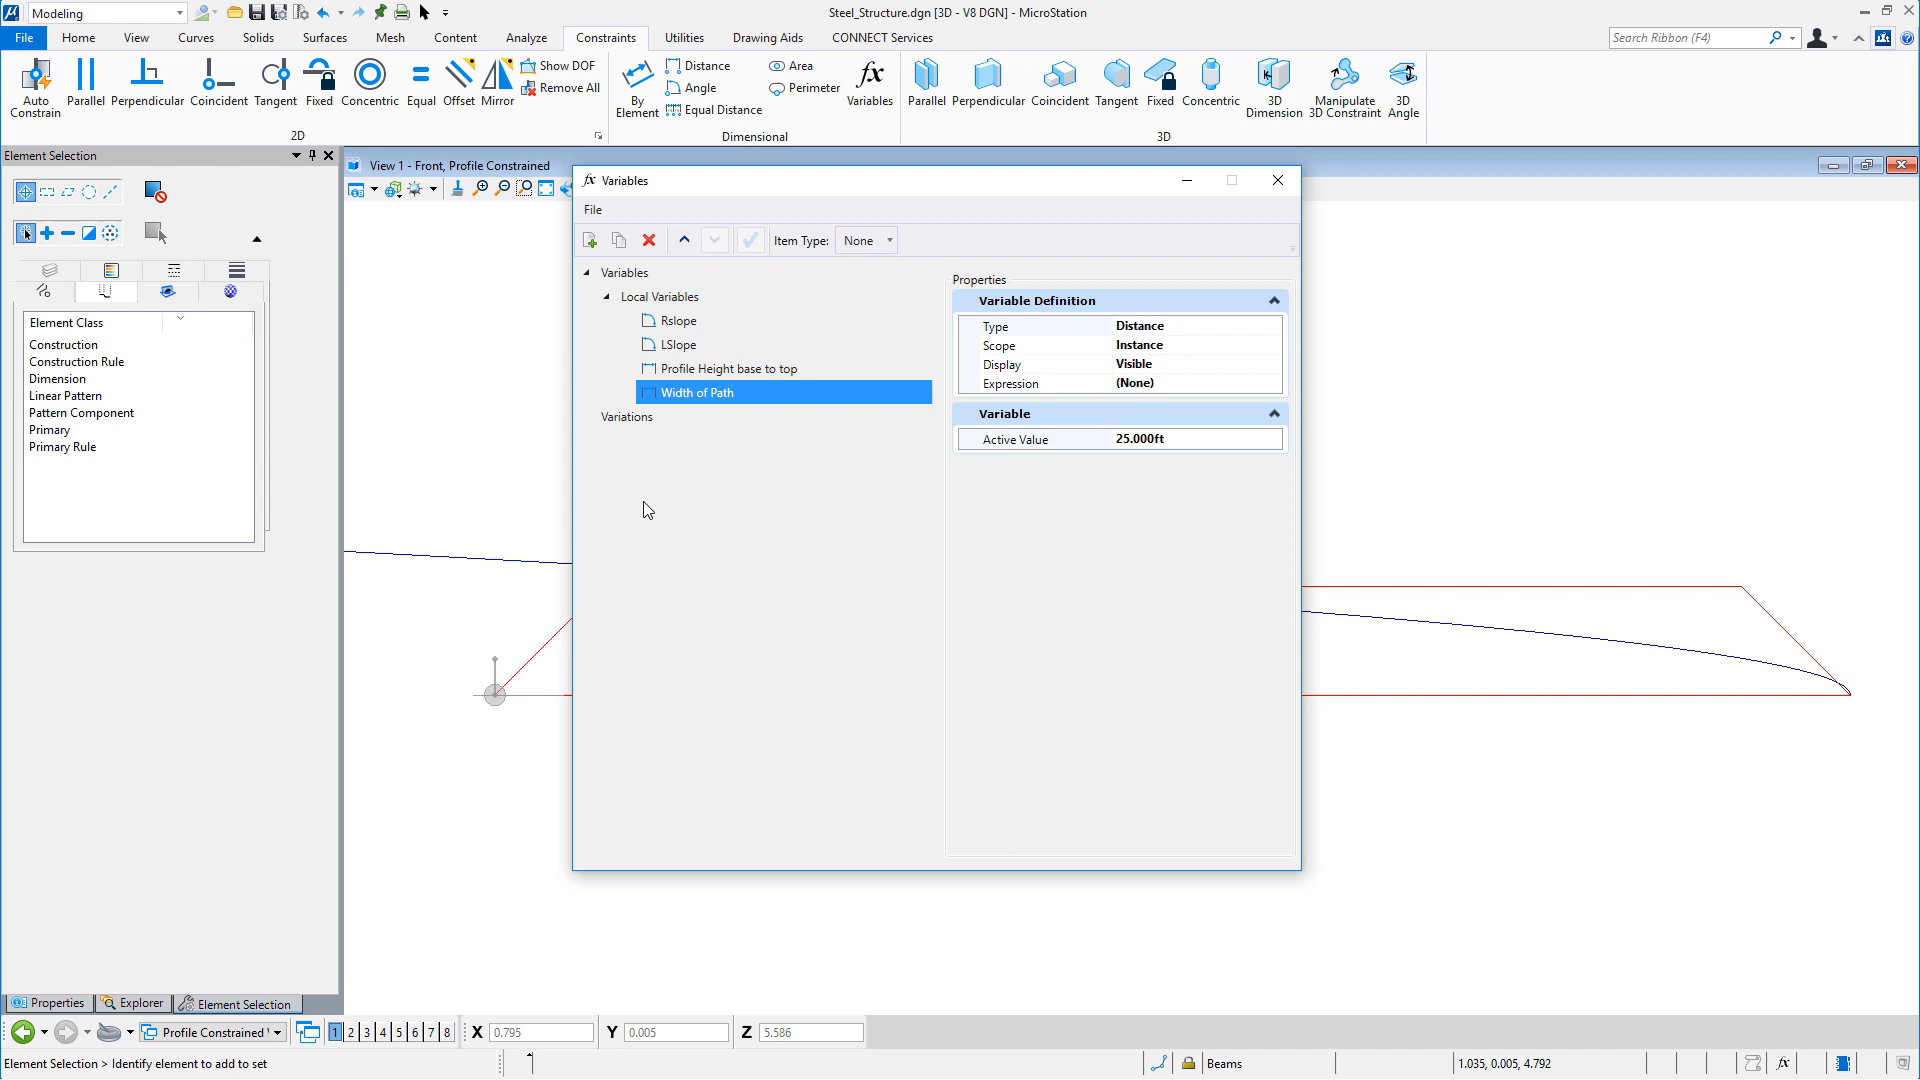 Modeling
Steel_Structure.dgn [3D - V8 DGN] - MicroStation
File Home View Curves Solids Surfaces Mesh Content Analyze Constraints Utilities Drawing Aids CONNECT Services
Search Ribbon (F4)
Auto Constrain
Parallel
Perpendicular
Coincident
Tangent
Fixed
Concentric
Equal
Offset
Mirror
Show DOF
Remove All
2D
By Element
Distance
Angle
Equal Distance
Area
Perimeter
fx
Variables
Dimensional
Parallel
Perpendicular
Coincident
Tangent
Fixed
Concentric
3D Dimension
Manipulate 3D Constraint
3D Angle
3D
Element Selection
Element Class
Construction
Construction Rule
Dimension
Linear Pattern
Pattern Component
Primary
Primary Rule
View 1 - Front, Profile Constrained
fx Variables
File
Item Type: None
Variables
Local Variables
Rslope
LSlope
Profile Height base to top
Width of Path
Variations
Properties
Variable Definition
Type Distance
Scope Instance
Display Visible
Expression (None)
Variable
Active Value 25.000ft
Properties Explorer Element Selection
Profile Constrained
1 2 3 4 5 6 7 8
X 0.795
Y 0.005
Z 5.586
Element Selection > Identify element to add to set
Beams
1.035, 0.005, 4.792
fx